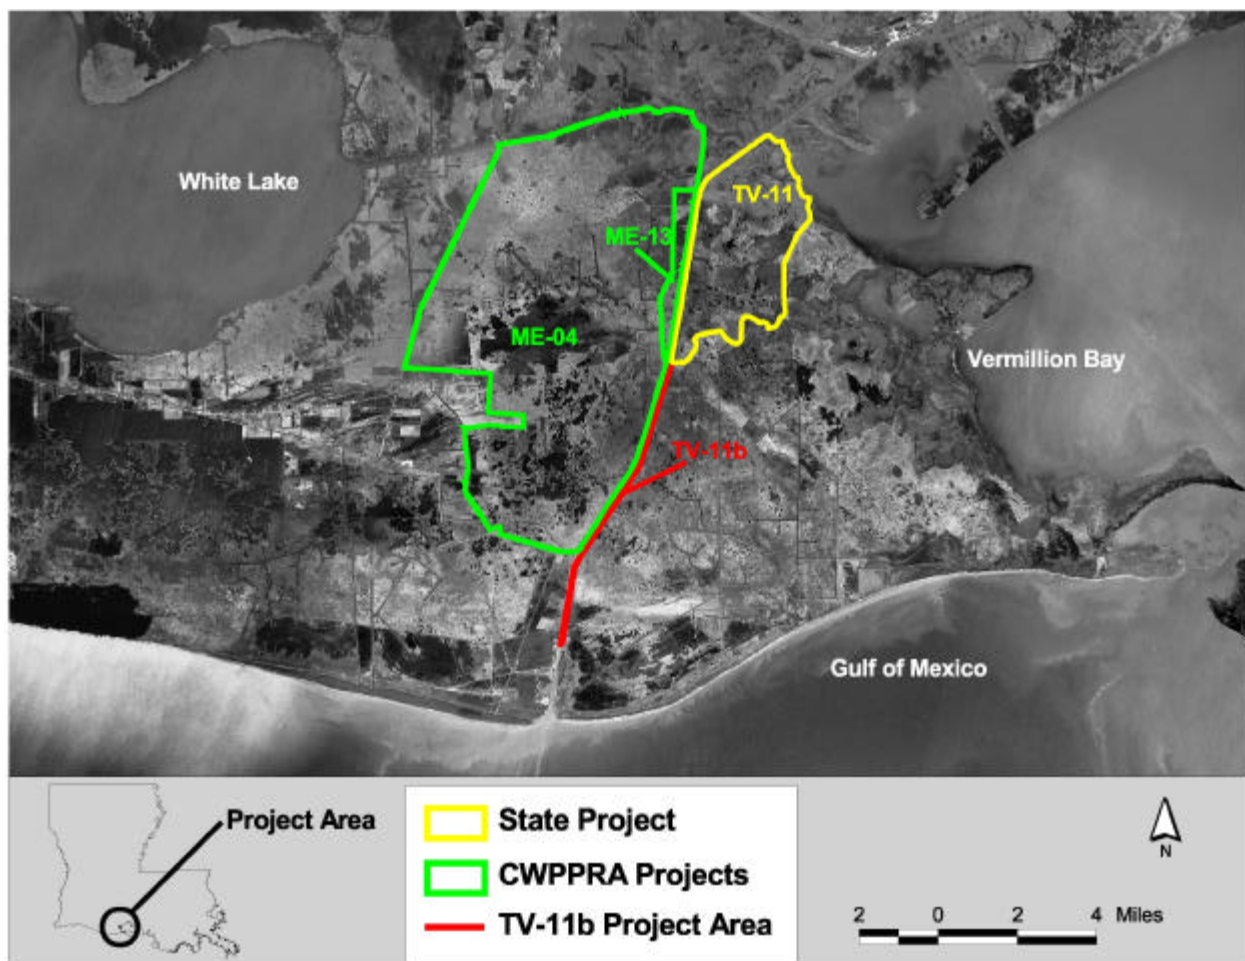 White Lake
TV-11
ME-13
ME-04
Vermillion Bay
TV-11b
Gulf of Mexico
Project Area
State Project
CWPPRA Projects
TV-11b Project Area
N
2 0 2 4 Miles